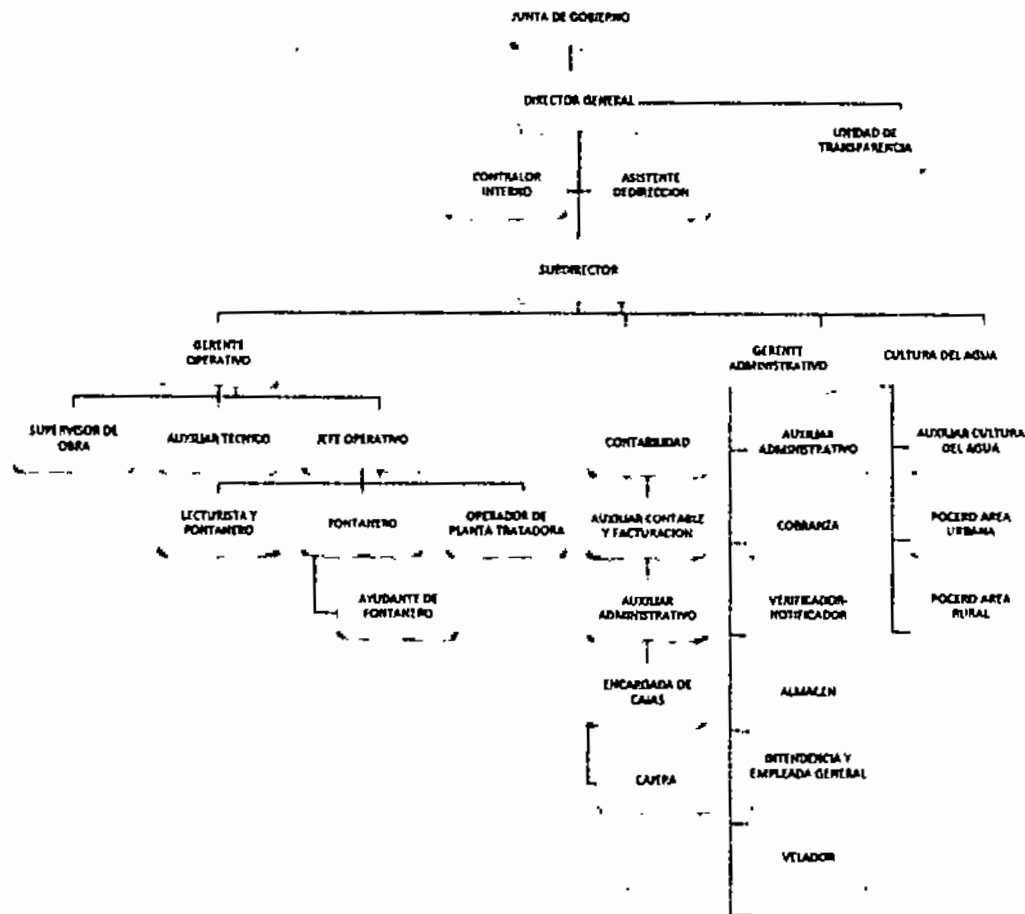 JUNTA DE GOBIERNO
DIRECTOR GENERAL
UNIDAD DE
TRANSPARENCIA
CONTRALOR
INTERNO
ASISTENTE
DE DIRECCION
SUBDIRECTOR
GERENTE
OPERATIVO
GERENTE
ADMINISTRATIVO
CULTURA DEL AGUA
SUPERVISOR DE
OBRA
AUXILIAR TECNICO
JEFE OPERATIVO
CONTABILIDAD
AUXILIAR
ADMINISTRATIVO
AUXILIAR CULTURA
DEL AGUA
LECTURISTA Y
FONTANERO
FONTANERO
OPERADOR DE
PLANTA TRATADORA
AUXILIAR CONTABLE
Y FACTURACION
COBRANZA
POCERO AREA
URBANA
AYUDANTE DE
FONTANERO
AUXILIAR
ADMINISTRATIVO
VERIFICADOR-
NOTIFICADOR
POCERO AREA
RURAL
ENCARGADA DE
CAJAS
ALMACEN
CAJERA
INTENDENCIA Y
EMPLEADA GENERAL
VELADOR